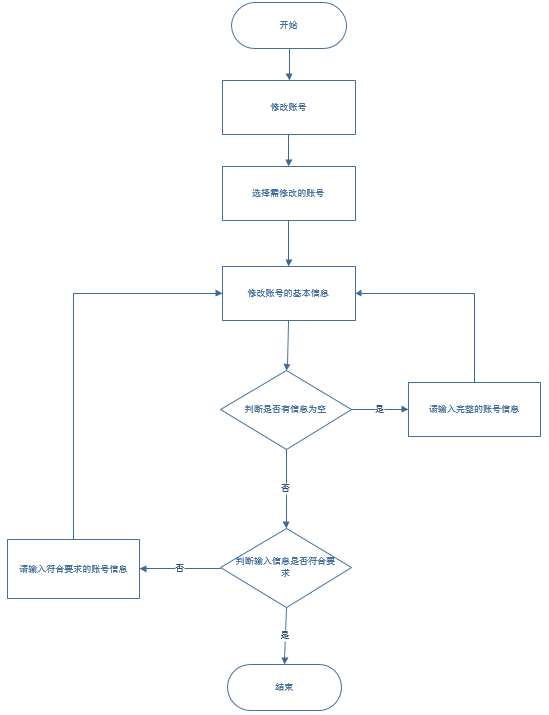 开始
修改账号
选择需修改的账号
修改账号的基本信息
判断是否有信息为空
是
请输入完整的账号信息
否
判断输入信息是否符合要
求
否
请输入符合要求的账号信息
是
结束